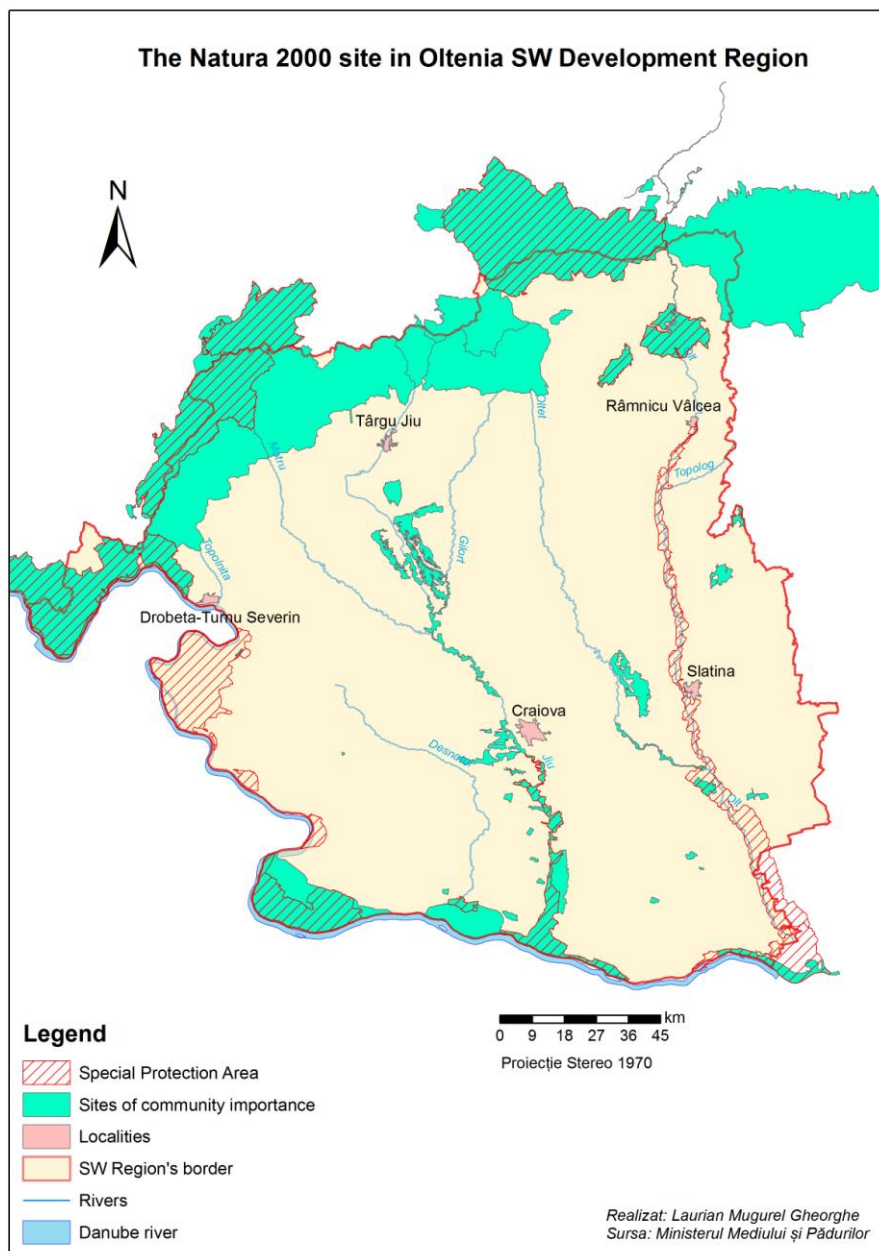 The Natura 2000 site in Oltenia SW Development Region
N
Olt
Râmnicu Vâlcea
Târgu Jiu
Oltet
Motru
Topolog
Gilort
Topolnita
Drobeta-Turnu Severin
Slatina
Craiova
Desnatui
Jiu
Olt
km
0 9 18 27 36 45
Proiecție Stereo 1970
Legend
Special Protection Area
Sites of community importance
Localities
SW Region's border
Rivers
Danube river
Realizat: Laurian Mugurel Gheorghe
Sursa: Ministerul Mediului și Pădurilor